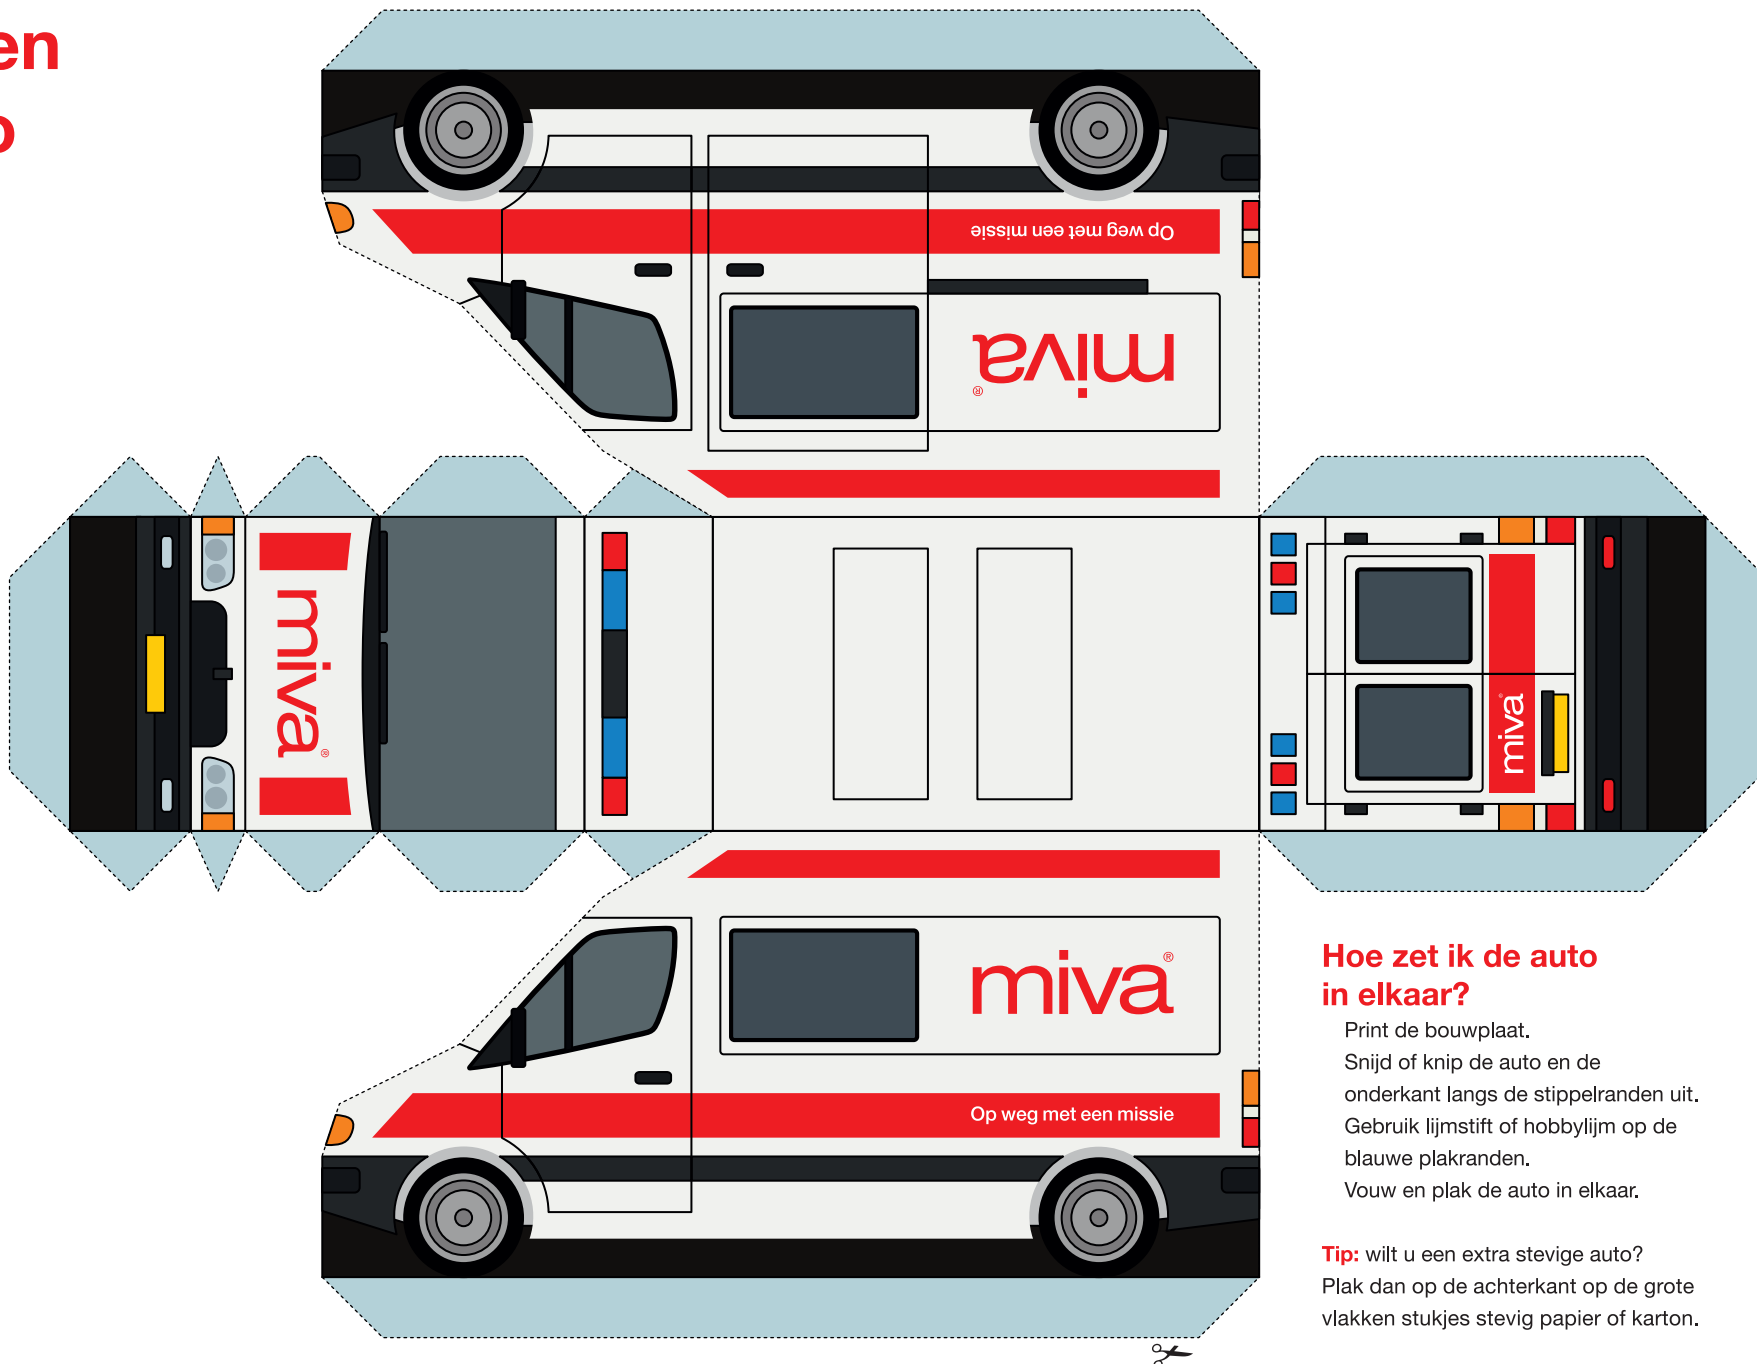 en
o
Op weg met een missie
miva®
miva®
miva®
miva®
Op weg met een missie
Hoe zet ik de auto
in elkaar?
Print de bouwplaat.
Snijd of knip de auto en de
onderkant langs de stippelranden uit.
Gebruik lijmstift of hobbylijm op de
blauwe plakranden.
Vouw en plak de auto in elkaar.
Tip: wilt u een extra stevige auto?
Plak dan op de achterkant op de grote
vlakken stukjes stevig papier of karton.